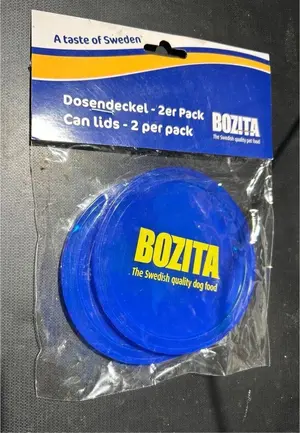 A taste of Sweden
Dosendeckel - 2er Pack
Can lids - 2 per pack
BOZITA
The Swedish quality pet food
BOZITA
The Swedish quality dog food